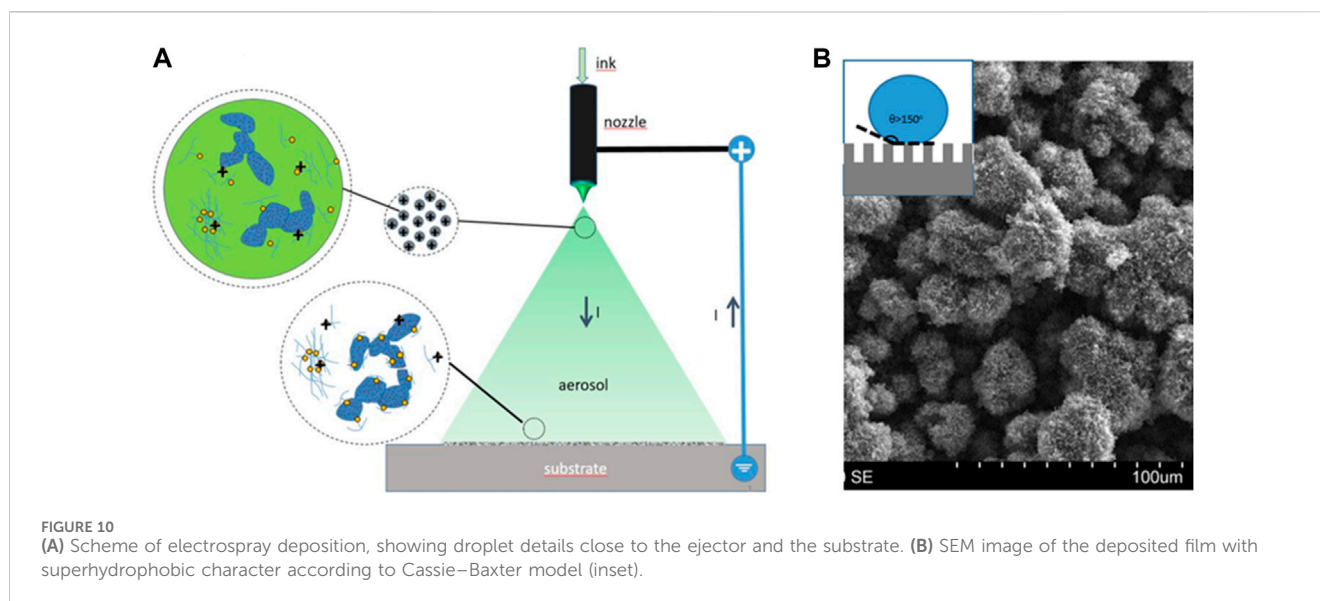 A
B
ink
nozzle
θ>150°
I
I
aerosol
substrate
SE
100um
FIGURE 10
(A) Scheme of electrospray deposition, showing droplet details close to the ejector and the substrate. (B) SEM image of the deposited film with
superhydrophobic character according to Cassie–Baxter model (inset).